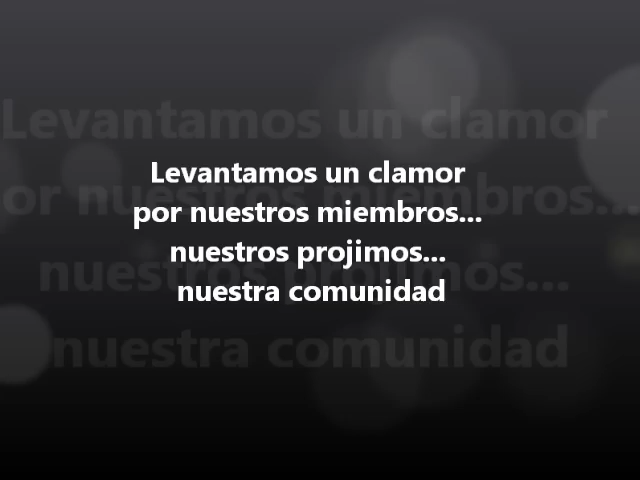 Levantamos un clamor
por nuestros miembros...
nuestros projimos...
nuestra comunidad